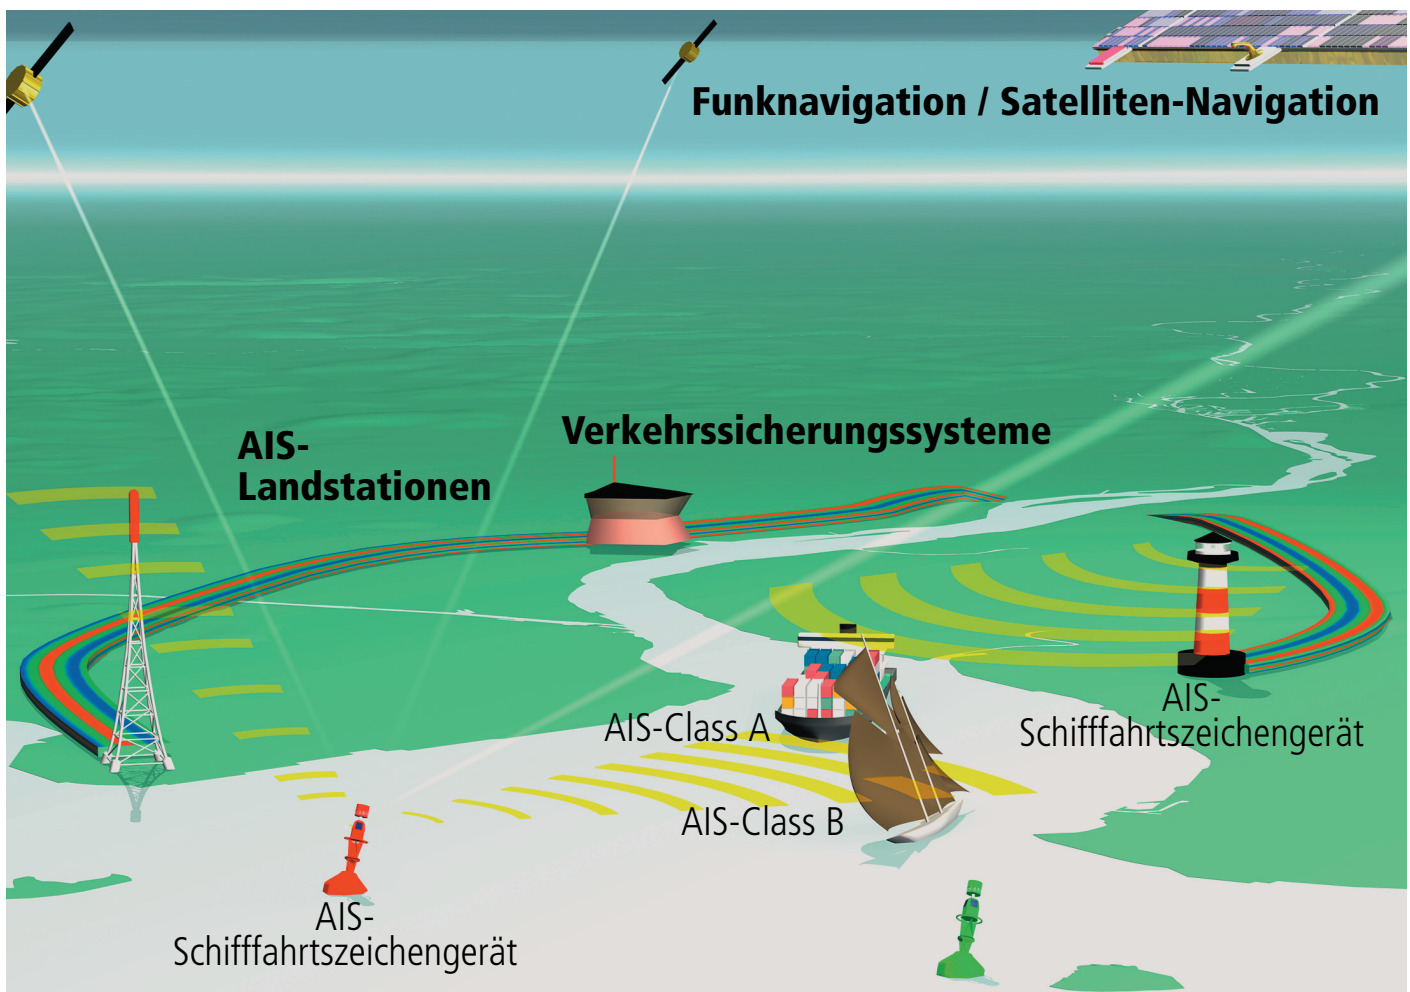 Funknavigation / Satelliten-Navigation
Verkehrssicherungssysteme
AIS-
Landstationen
AIS-
Schifffahrtszeichengerät
AIS-Class A
AIS-Class B
AIS-
Schifffahrtszeichengerät